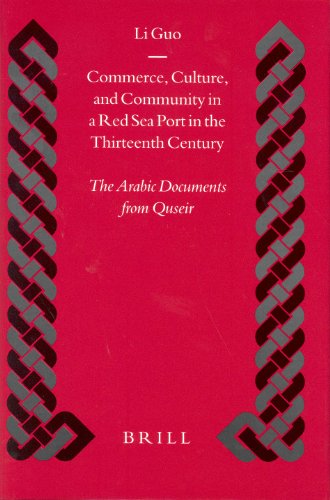 Li Guo
Commerce, Culture,
and Community in
a Red Sea Port in the
Thirteenth Century
The Arabic Documents
from Quseir
BRILL